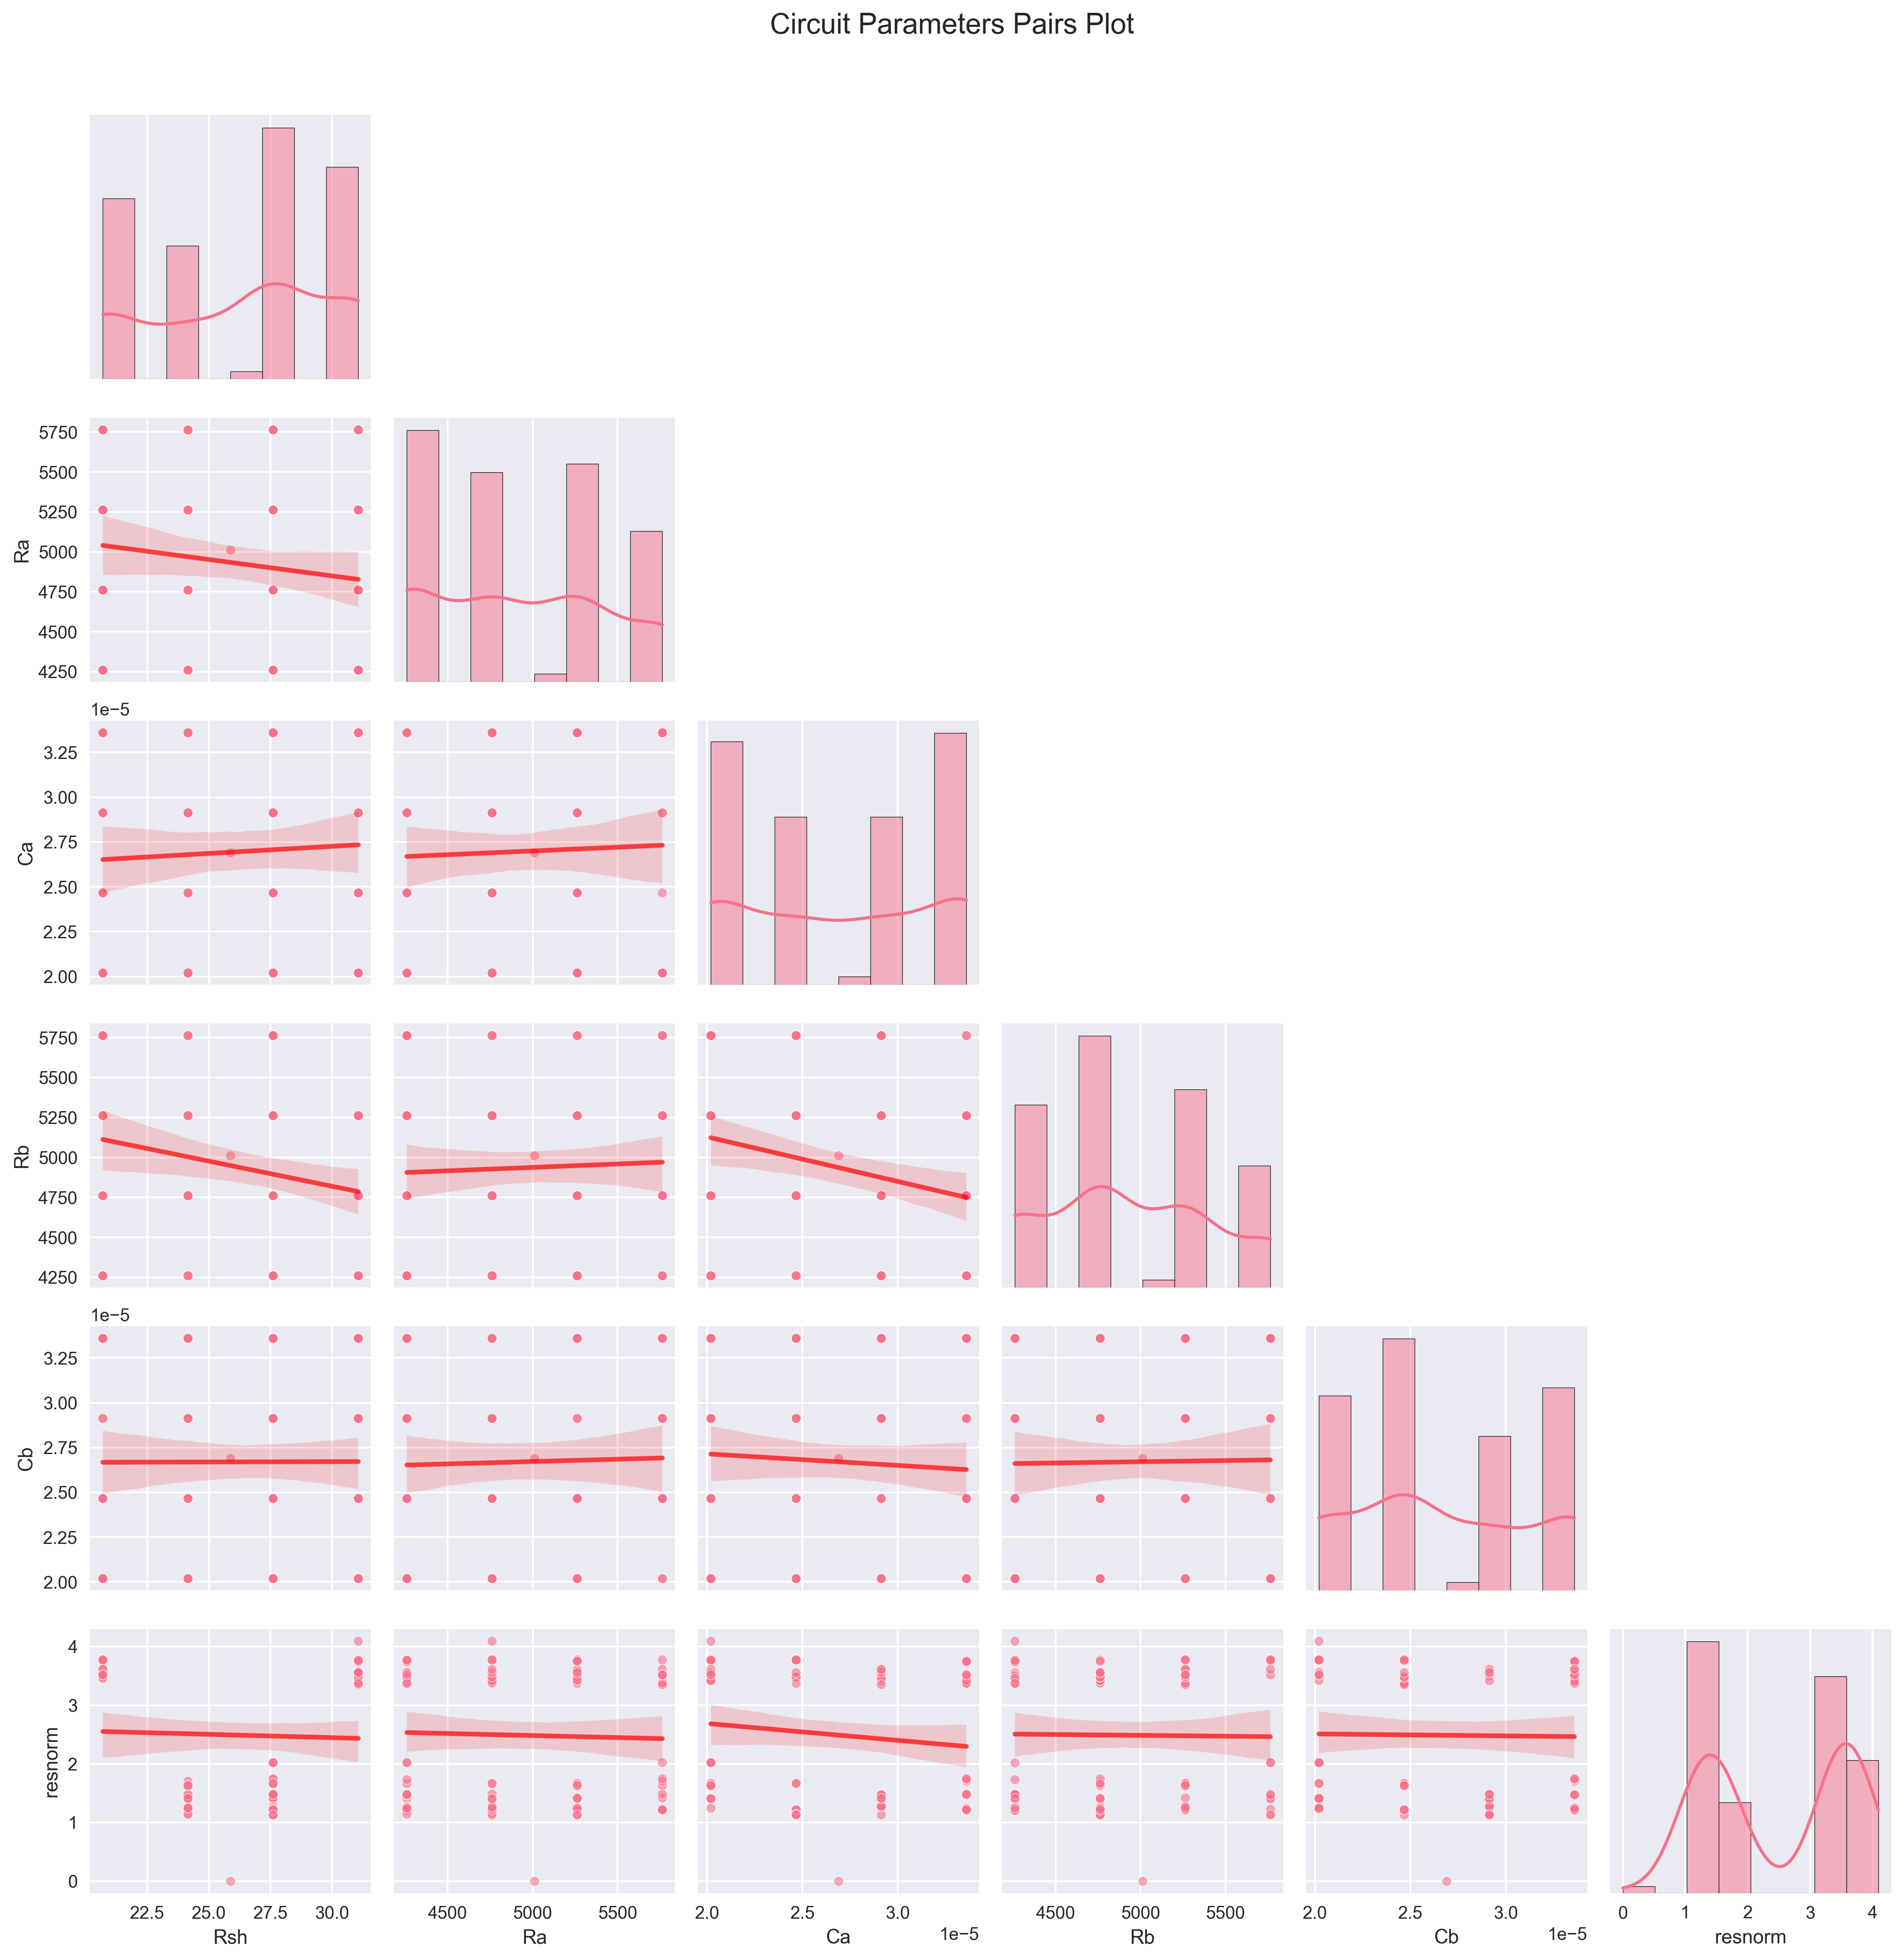 Circuit Parameters Pairs Plot
5750
5500
5250
5000
4750
4500
4250
Ra
1e−5
3.25
3.00
2.75
2.50
2.25
2.00
Ca
5750
5500
5250
5000
4750
4500
4250
Rb
1e−5
3.25
3.00
2.75
2.50
2.25
2.00
Cb
4
3
2
1
0
resnorm
22.5 25.0 27.5 30.0 4500 5000 5500 2.0 2.5 3.0 4500 5000 5500 2.0 2.5 3.0 0 1 2 3 4
1e−5 1e−5
Rsh Ra Ca Rb Cb resnorm